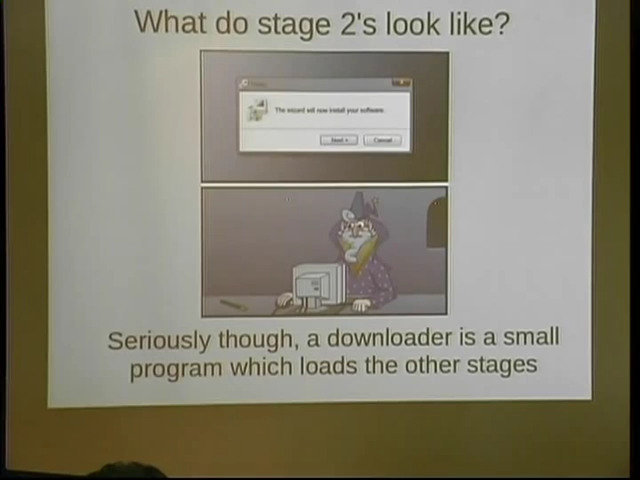 What do stage 2's look like?
The wizard will now install your software.
Next >
Cancel
Seriously though, a downloader is a small
program which loads the other stages